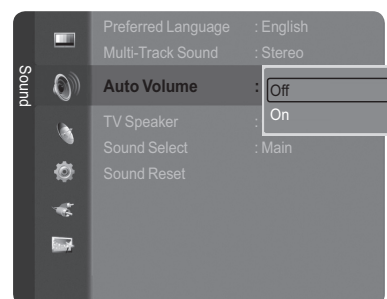 Sound
Preferred Language : English
Multi-Track Sound : Stereo
Auto Volume : Off
On
TV Speaker :
Sound Select : Main
Sound Reset